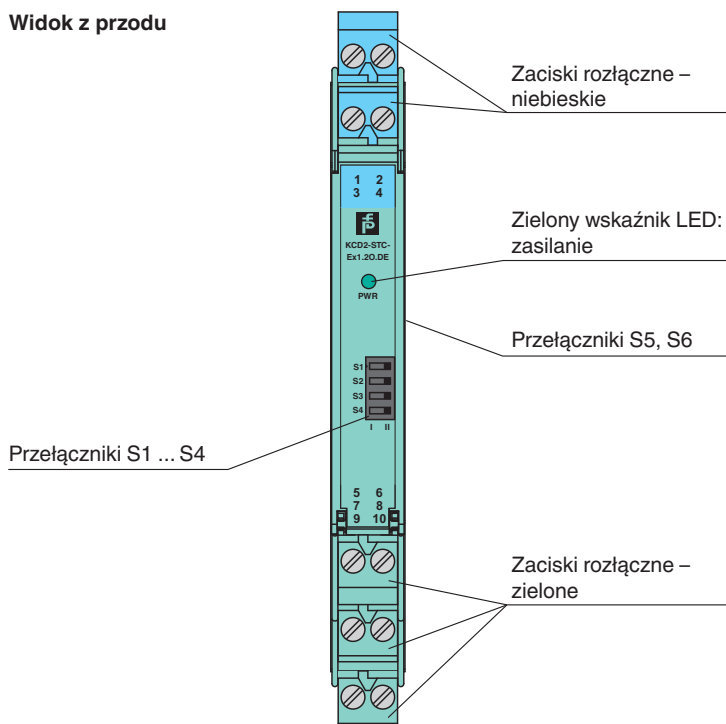 Widok z przodu
Zaciski rozłączne –
niebieskie
1 2
3 4
KCD2-STC-
Ex1.2O.DE
PWR
Zielony wskaźnik LED:
zasilanie
Przełączniki S5, S6
S1
S2
S3
S4
I II
Przełączniki S1 ... S4
5 6
7 8
9 10
Zaciski rozłączne –
zielone